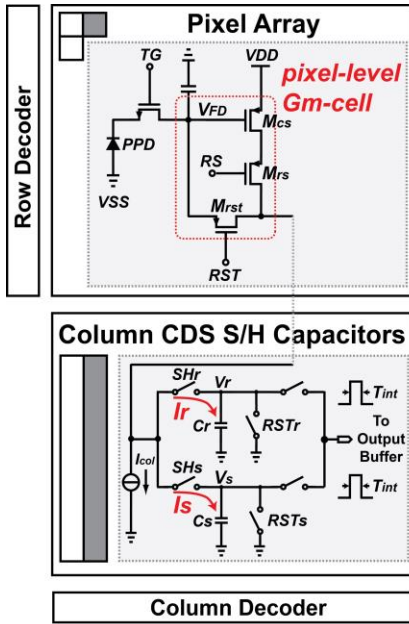 Row Decoder
Pixel Array
TG
VDD
pixel-level
Gm-cell
VFD
Mcs
PPD
RS
Mrs
VSS
Mrst
RST
Column CDS S/H Capacitors
SHr
Vr
Tint
Ir
Cr
RSTr
To
Output
Buffer
Icol
SHs
Vs
Tint
Is
Cs
RSTs
Column Decoder